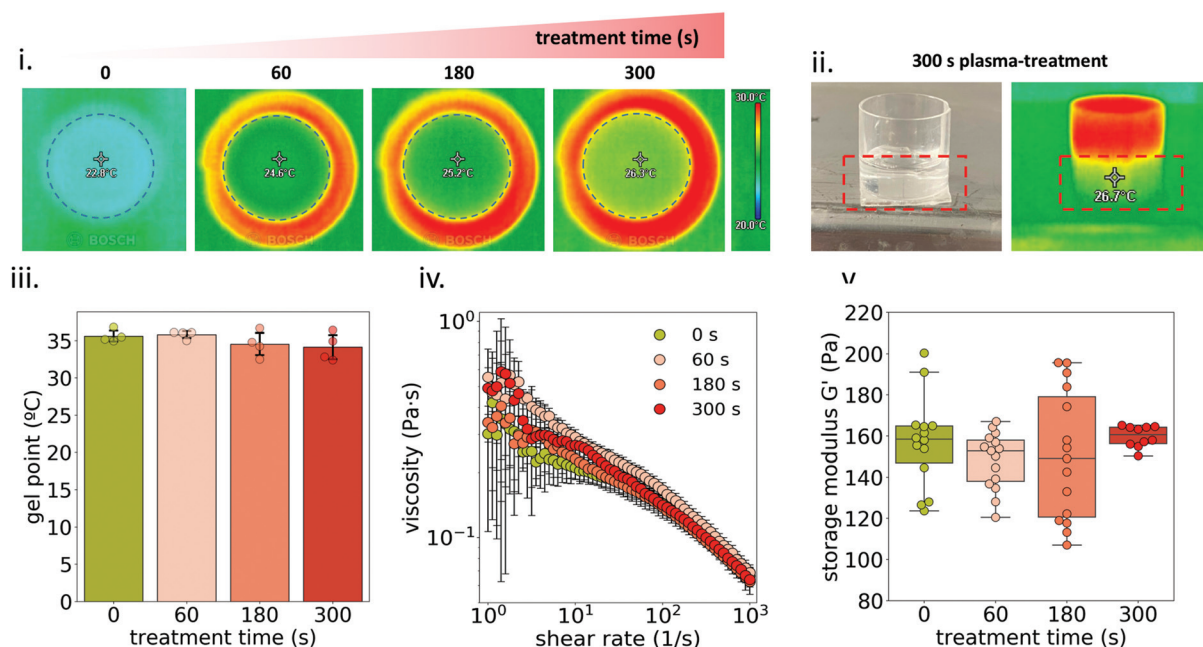 treatment time (s)
i.
0 60 180 300
22.8°C
24.6°C
25.2°C
26.3°C
30.0°C
20.0°C
BOSCH
BOSCH
BOSCH
BOSCH
ii.
300 s plasma-treatment
26.7°C
iii.
gel point (ºC)
35
30
25
20
15
10
5
0
0 60 180 300
treatment time (s)
iv.
viscosity (Pa·s)
10⁰
10⁻¹
0 s
60 s
180 s
300 s
10⁰ 10¹ 10² 10³
shear rate (1/s)
v
storage modulus G' (Pa)
220
200
180
160
140
120
100
80
0 60 180 300
treatment time (s)